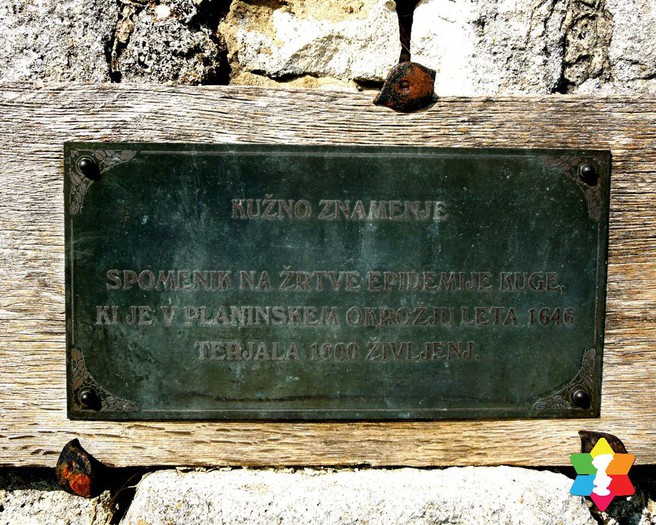 KUŽNO ZNAMENJE
SPOMENIK NA ŽRTVE EPIDEMIJE KUGE,
KI JE V PLANINSKEM OKROŽJU LETA 1646
TERJALA 1000 ŽIVLJENJ.